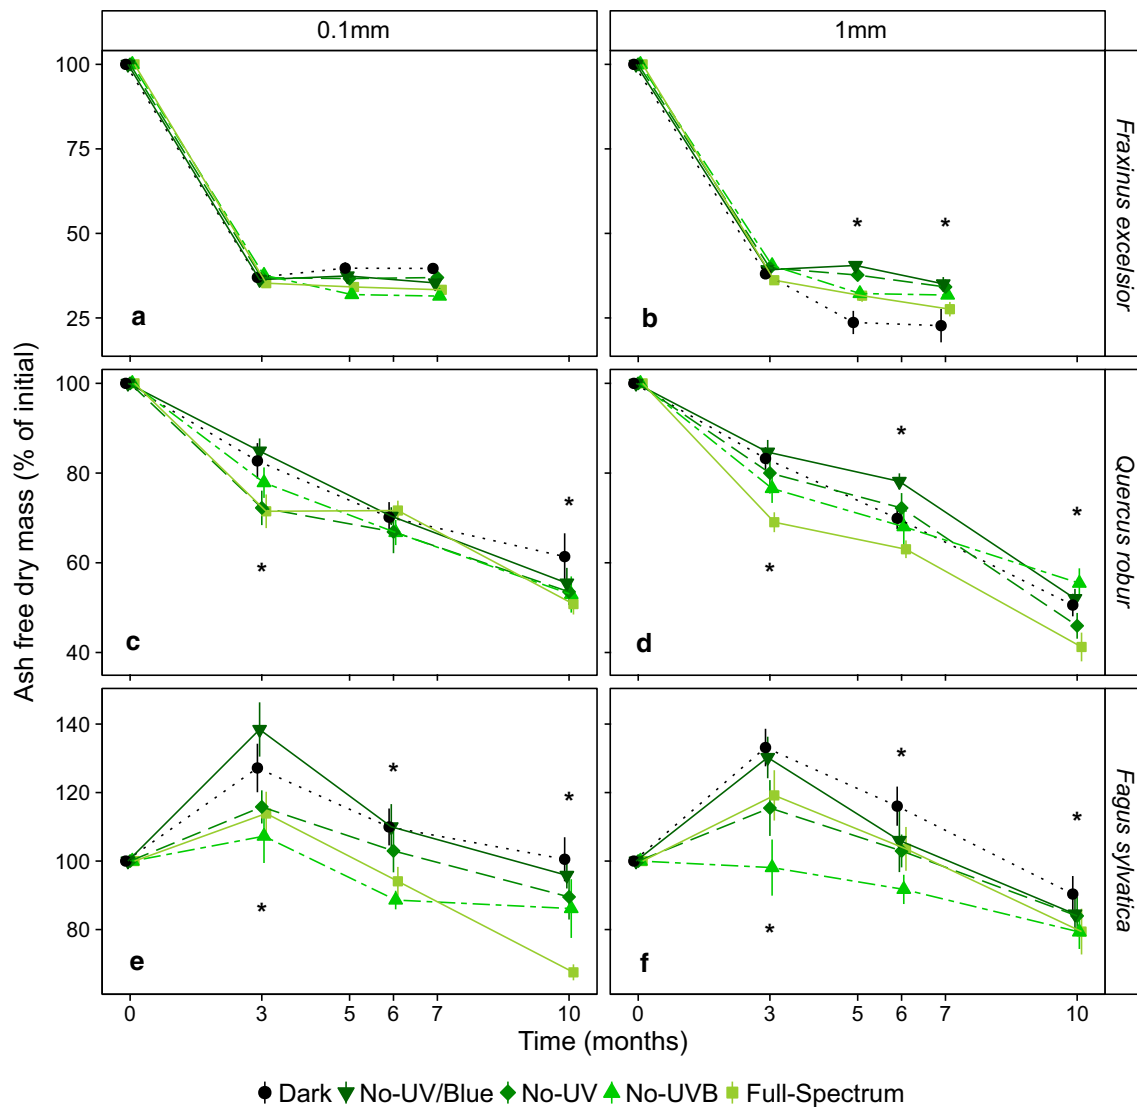 0.1mm 1mm
100
75
50
25
a
* *
b
Fraxinus excelsior
100
80
60
40
*
*
c
*
*
*
d
Quercus robur
140
120
100
80
*
*
*
e
*
*
*
f
Fagus sylvatica
Ash free dry mass (% of initial)
0 3 5 6 7 10 0 3 5 6 7 10
Time (months)
Dark No-UV/Blue No-UV No-UVB Full-Spectrum